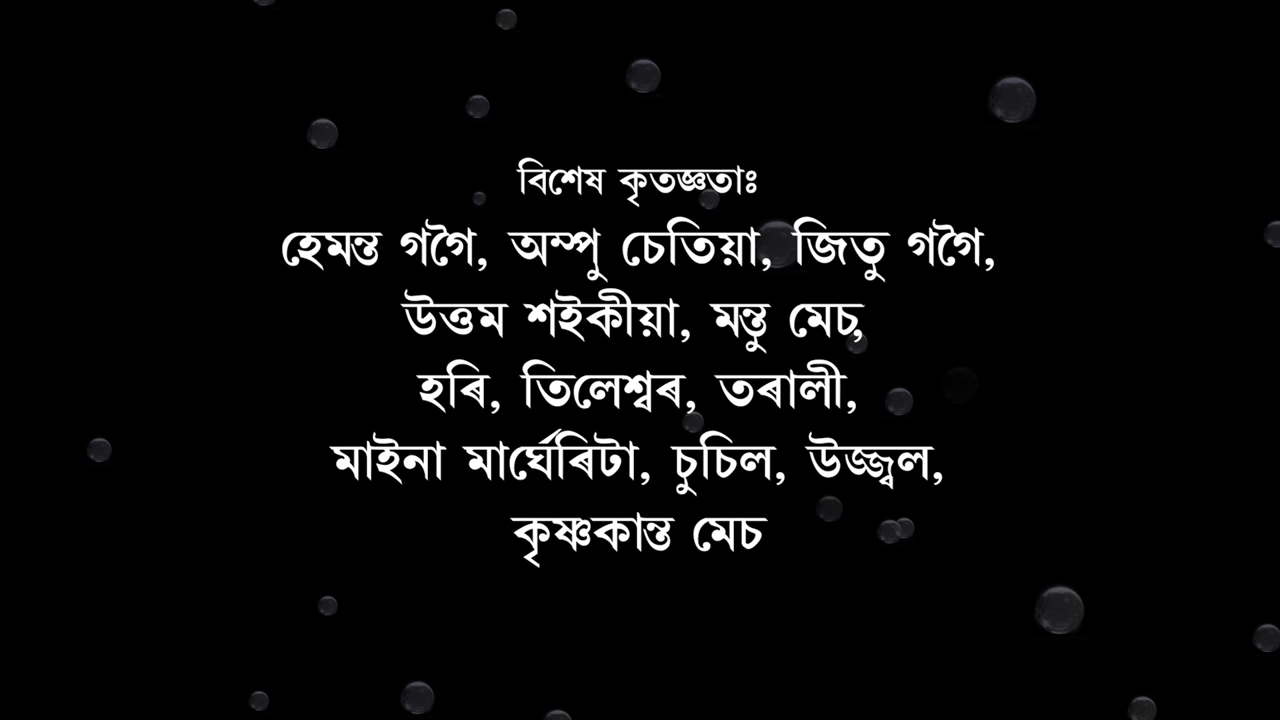 বিশেষ কৃতজ্ঞতাঃ
হেমন্ত গগৈ, অম্পু চেতিয়া, জিতু গগৈ,
উত্তম শইকীয়া, মন্তু মেচ,
হৰি, তিলেশ্বৰ, তৰালী,
মাইনা মাৰ্ঘেৰিটা, চুচিল, উজ্জ্বল,
কৃষ্ণকান্ত মেচ